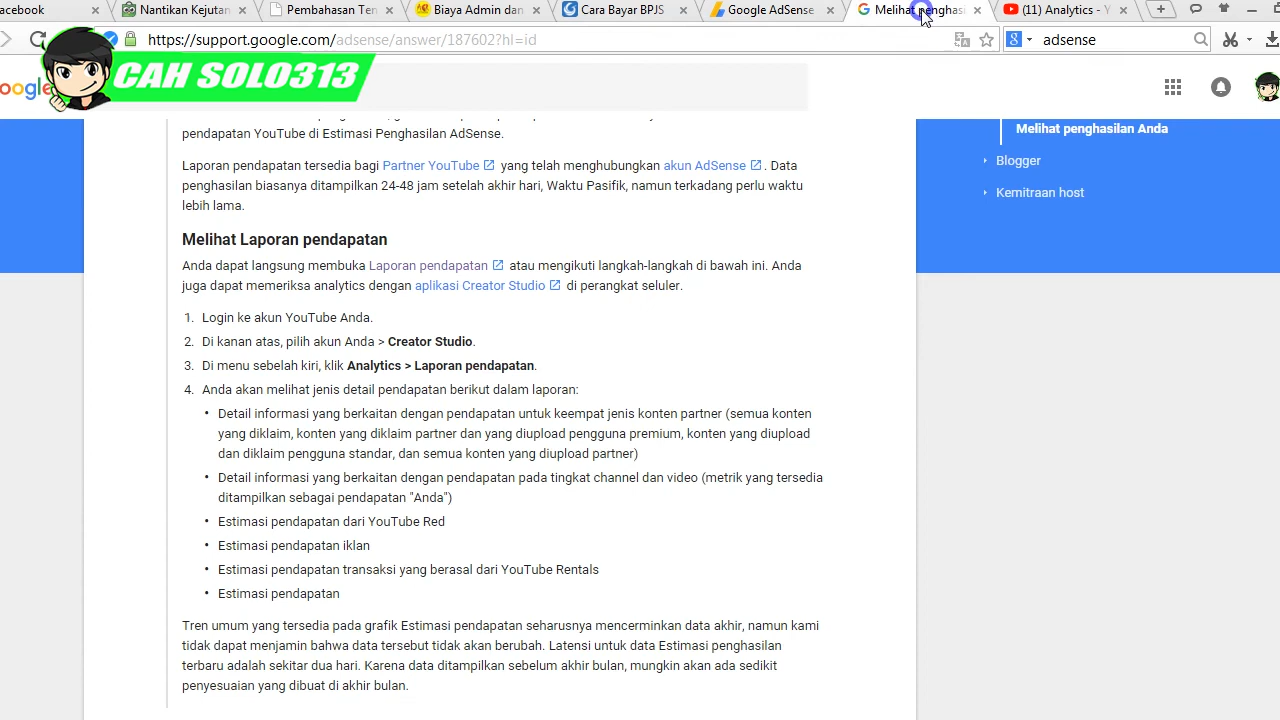 acebook
Nantikan Kejutan
Pembahasan Ten
Biaya Admin dan
Cara Bayar BPJS
Google AdSense
Melihat penghasi
(11) Analytics - Y
https://support.google.com/adsense/answer/187602?hl=id
adsense
oogle
CAH SOLO313
pendapatan YouTube di Estimasi Penghasilan AdSense.
Laporan pendapatan tersedia bagi Partner YouTube yang telah menghubungkan akun AdSense. Data
penghasilan biasanya ditampilkan 24-48 jam setelah akhir hari, Waktu Pasifik, namun terkadang perlu waktu
lebih lama.
Melihat Laporan pendapatan
Anda dapat langsung membuka Laporan pendapatan atau mengikuti langkah-langkah di bawah ini. Anda
juga dapat memeriksa analytics dengan aplikasi Creator Studio di perangkat seluler.
1. Login ke akun YouTube Anda.
2. Di kanan atas, pilih akun Anda > Creator Studio.
3. Di menu sebelah kiri, klik Analytics > Laporan pendapatan.
4. Anda akan melihat jenis detail pendapatan berikut dalam laporan:
• Detail informasi yang berkaitan dengan pendapatan untuk keempat jenis konten partner (semua konten
yang diklaim, konten yang diklaim partner dan yang diupload pengguna premium, konten yang diupload
dan diklaim pengguna standar, dan semua konten yang diupload partner)
• Detail informasi yang berkaitan dengan pendapatan pada tingkat channel dan video (metrik yang tersedia
ditampilkan sebagai pendapatan "Anda")
• Estimasi pendapatan dari YouTube Red
• Estimasi pendapatan iklan
• Estimasi pendapatan transaksi yang berasal dari YouTube Rentals
• Estimasi pendapatan
Tren umum yang tersedia pada grafik Estimasi pendapatan seharusnya mencerminkan data akhir, namun kami
tidak dapat menjamin bahwa data tersebut tidak akan berubah. Latensi untuk data Estimasi penghasilan
terbaru adalah sekitar dua hari. Karena data ditampilkan sebelum akhir bulan, mungkin akan ada sedikit
penyesuaian yang dibuat di akhir bulan.
Melihat penghasilan Anda
Blogger
Kemitraan host